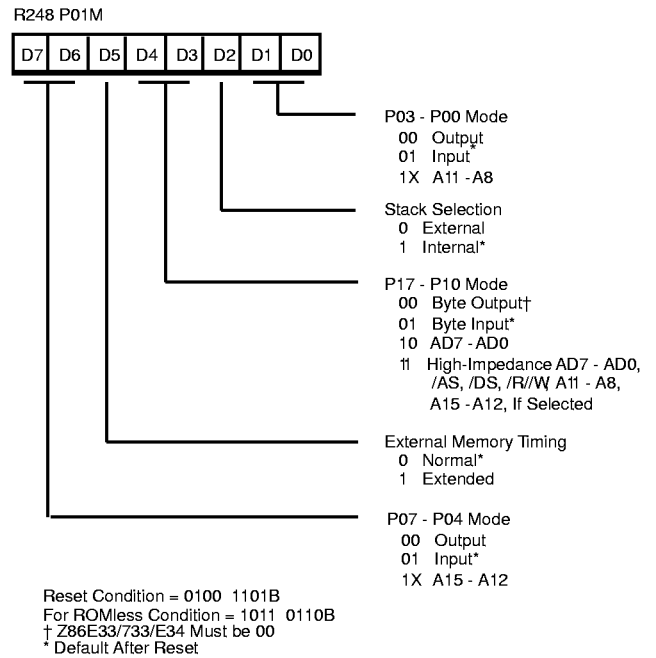 R248 P01M
D7 D6 D5 D4 D3 D2 D1 D0
P03 - P00 Mode
00 Output
01 Input*
1X A11 - A8
Stack Selection
0 External
1 Internal*
P17 - P10 Mode
00 Byte Output†
01 Byte Input*
10 AD7 - AD0
11 High-Impedance AD7 - AD0,
/AS, /DS, /R//W, A11 - A8,
A15 - A12, If Selected
External Memory Timing
0 Normal*
1 Extended
P07 - P04 Mode
00 Output
01 Input*
1X A15 - A12
Reset Condition = 0100 1101B
For ROMless Condition = 1011 0110B
† Z86E33/733/E34 Must be 00
* Default After Reset